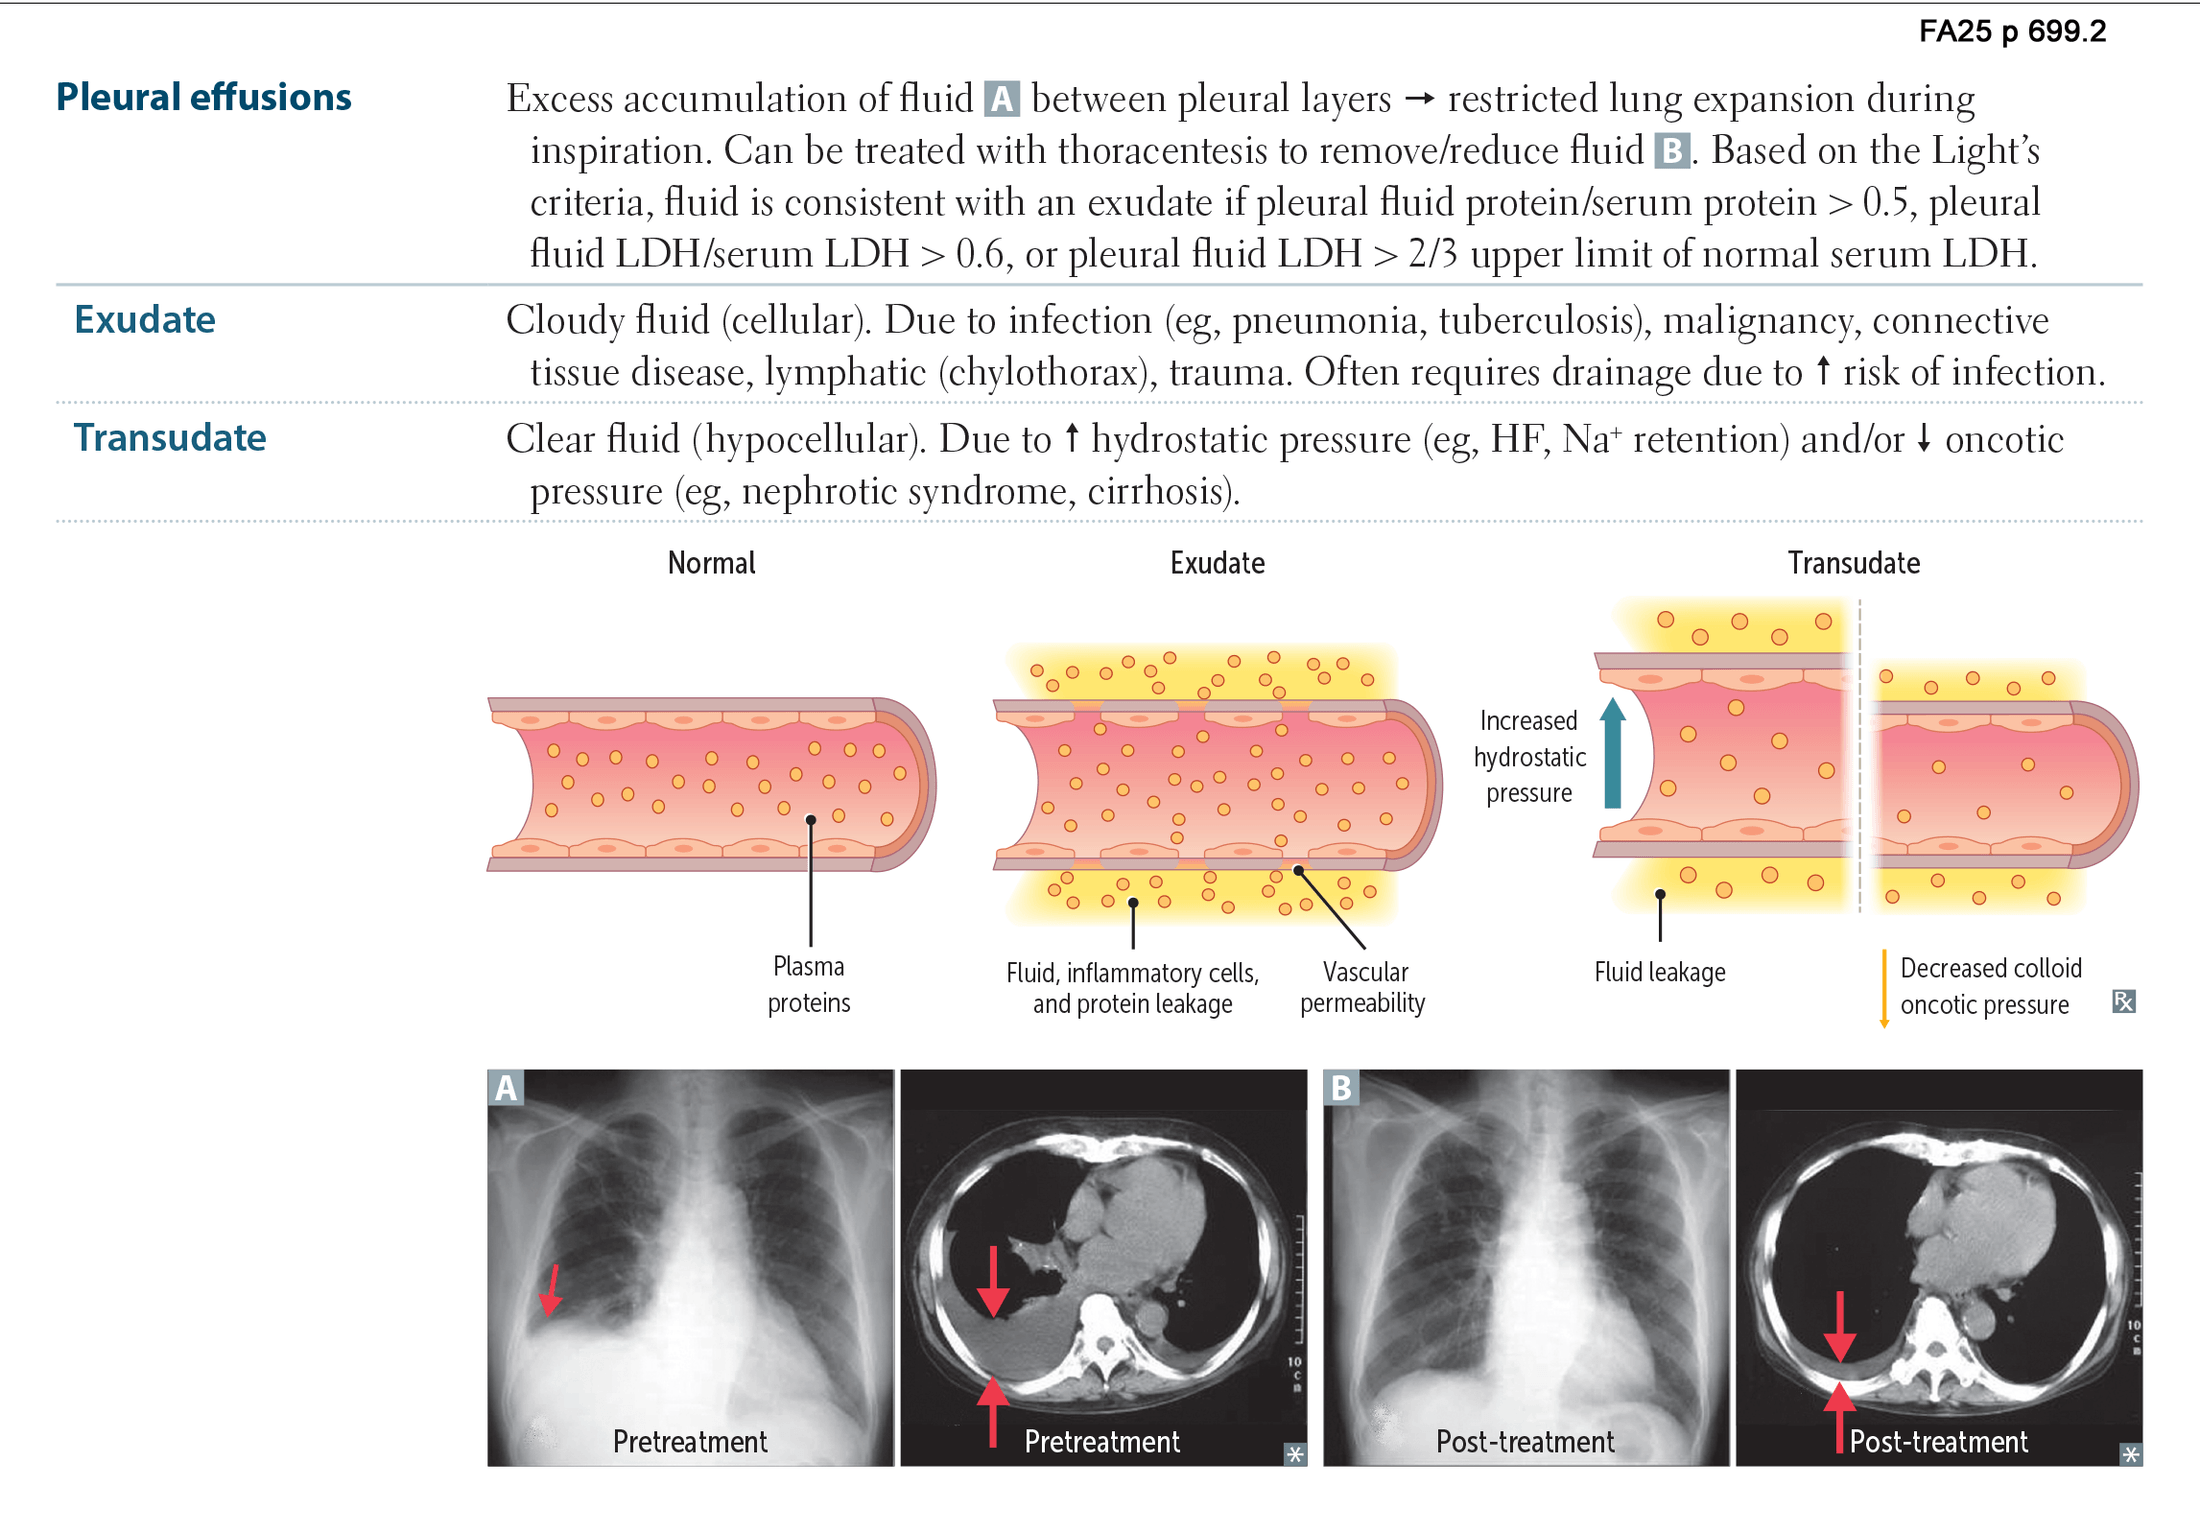 FA25 p 699.2
Pleural effusions
Excess accumulation of fluid A between pleural layers → restricted lung expansion during
inspiration. Can be treated with thoracentesis to remove/reduce fluid B. Based on the Light’s
criteria, fluid is consistent with an exudate if pleural fluid protein/serum protein > 0.5, pleural
fluid LDH/serum LDH > 0.6, or pleural fluid LDH > 2/3 upper limit of normal serum LDH.
Exudate
Cloudy fluid (cellular). Due to infection (eg, pneumonia, tuberculosis), malignancy, connective
tissue disease, lymphatic (chylothorax), trauma. Often requires drainage due to ↑ risk of infection.
Transudate
Clear fluid (hypocellular). Due to ↑ hydrostatic pressure (eg, HF, Na⁺ retention) and/or ↓ oncotic
pressure (eg, nephrotic syndrome, cirrhosis).
Normal
Exudate
Transudate
Increased
hydrostatic
pressure
Plasma
proteins
Fluid, inflammatory cells,
and protein leakage
Vascular
permeability
Fluid leakage
Decreased colloid
oncotic pressure
Rx
A
Pretreatment
10
c
m
Pretreatment
*
B
Post-treatment
10
c
m
Post-treatment
*